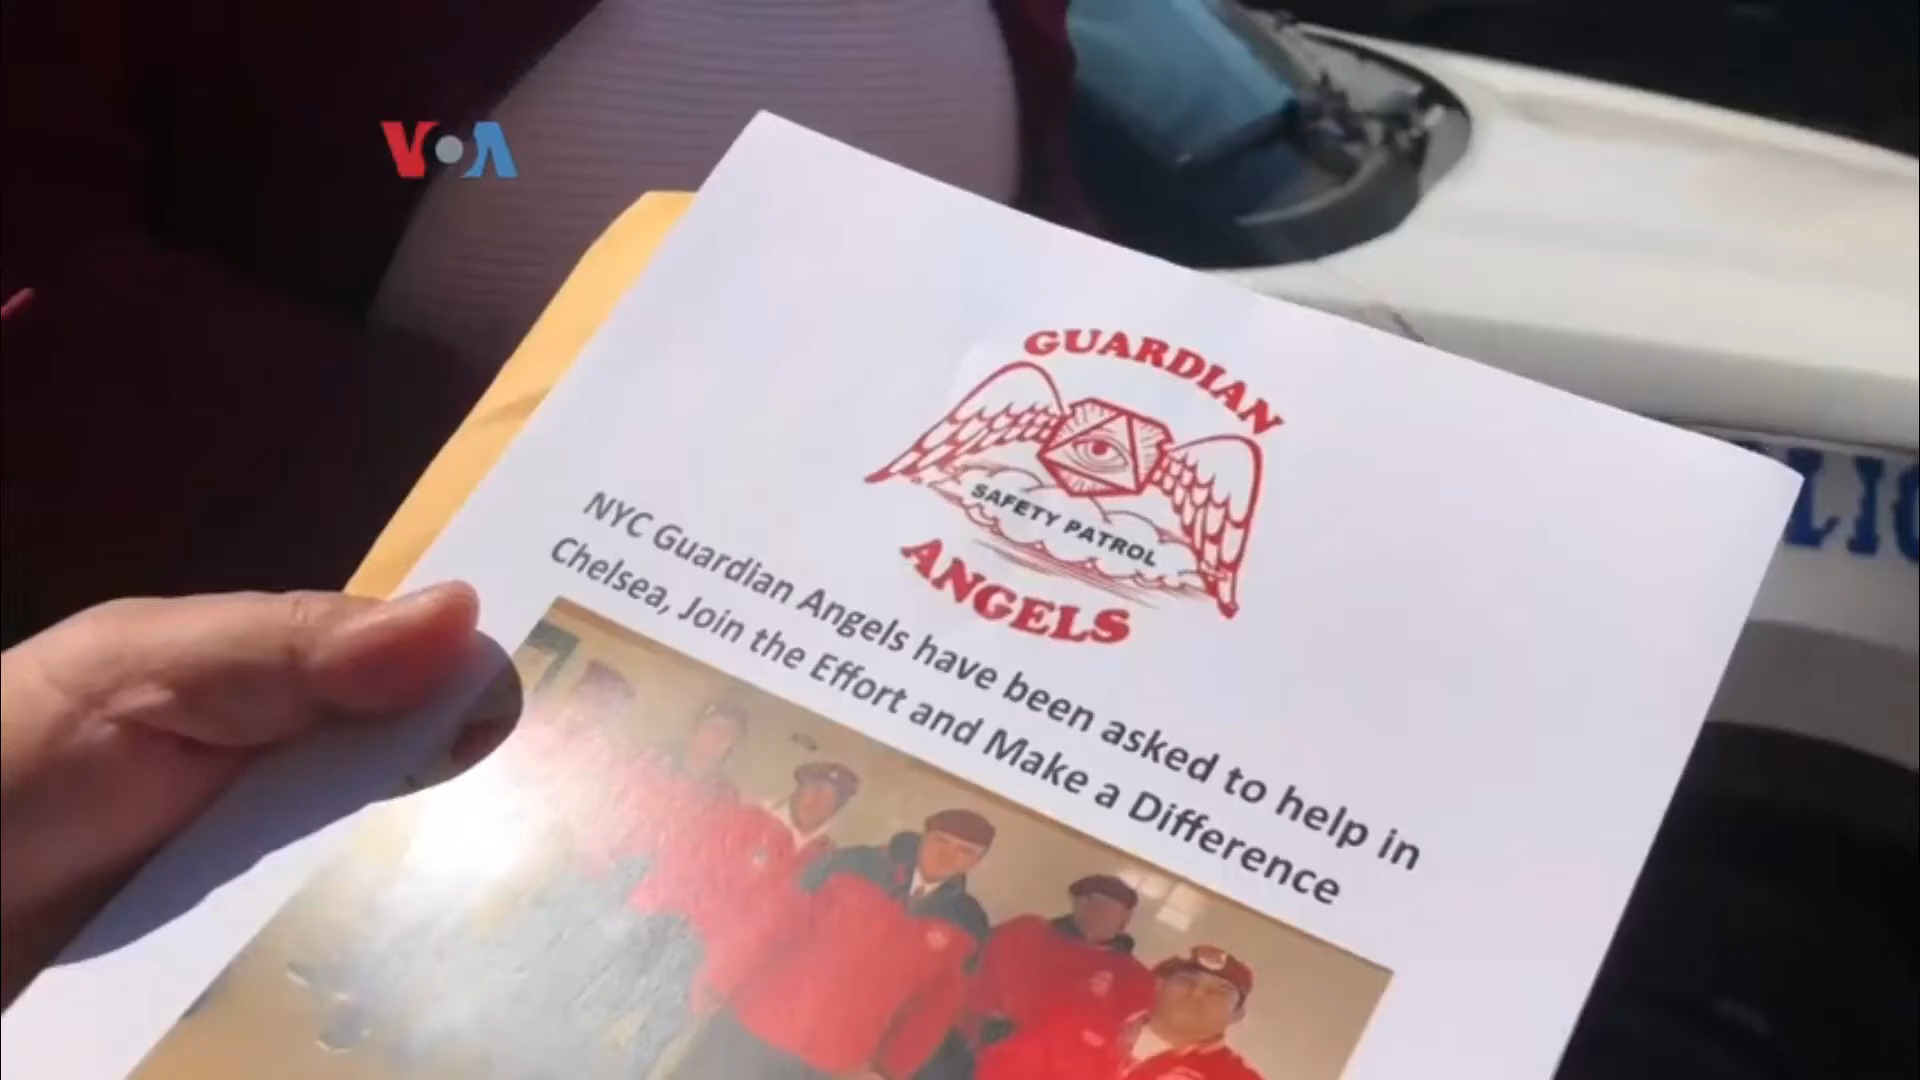 VOA
GUARDIAN
SAFETY PATROL
ANGELS
NYC Guardian Angels have been asked to help in
Chelsea, Join the Effort and Make a Difference